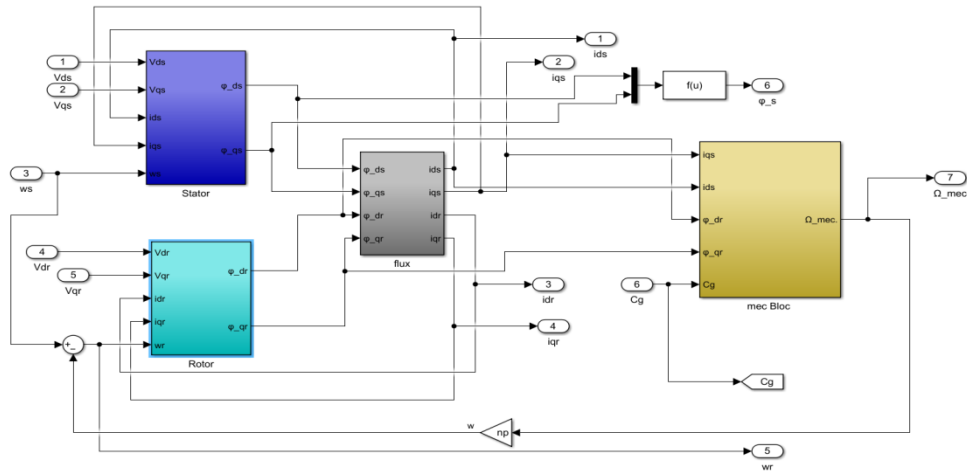 1
Vds
2
Vqs
3
ws
4
Vdr
5
Vqr
Vds
Vqs
ids
iqs
ws
φ_ds
φ_qs
Stator
Vdr
Vqr
idr
iqr
wr
φ_dr
φ_qr
Rotor
+_
φ_ds
φ_qs
φ_dr
φ_qr
ids
iqs
idr
iqr
flux
1
ids
2
iqs
f(u)
6
φ_s
3
idr
4
iqr
6
Cg
iqs
ids
φ_dr
φ_qr
Cg
Ω_mec.
mec Bloc
7
Ω_mec
Cg
w
np
5
wr